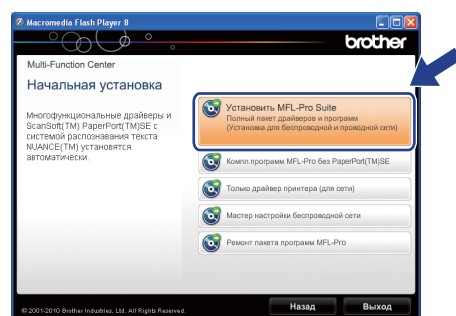 Macromedia Flash Player 8
brother
Multi-Function Center
Начальная установка
Многофункциональные драйверы и
ScanSoft(TM) PaperPort(TM)SE с
системой распознавания текста
NUANCE(TM) установятся
автоматически.
Установить MFL-Pro Suite
Полный пакет драйверов и программ
(Установка для беспроводной и проводной сети)
Компл.программ MFL-Pro без PaperPort(TM)SE
Только драйвер принтера (для сети)
Мастер настройки беспроводной сети
Ремонт пакета программ MFL-Pro
© 2001-2010 Brother Industries, Ltd. All Rights Reserved.
Назад
Выход